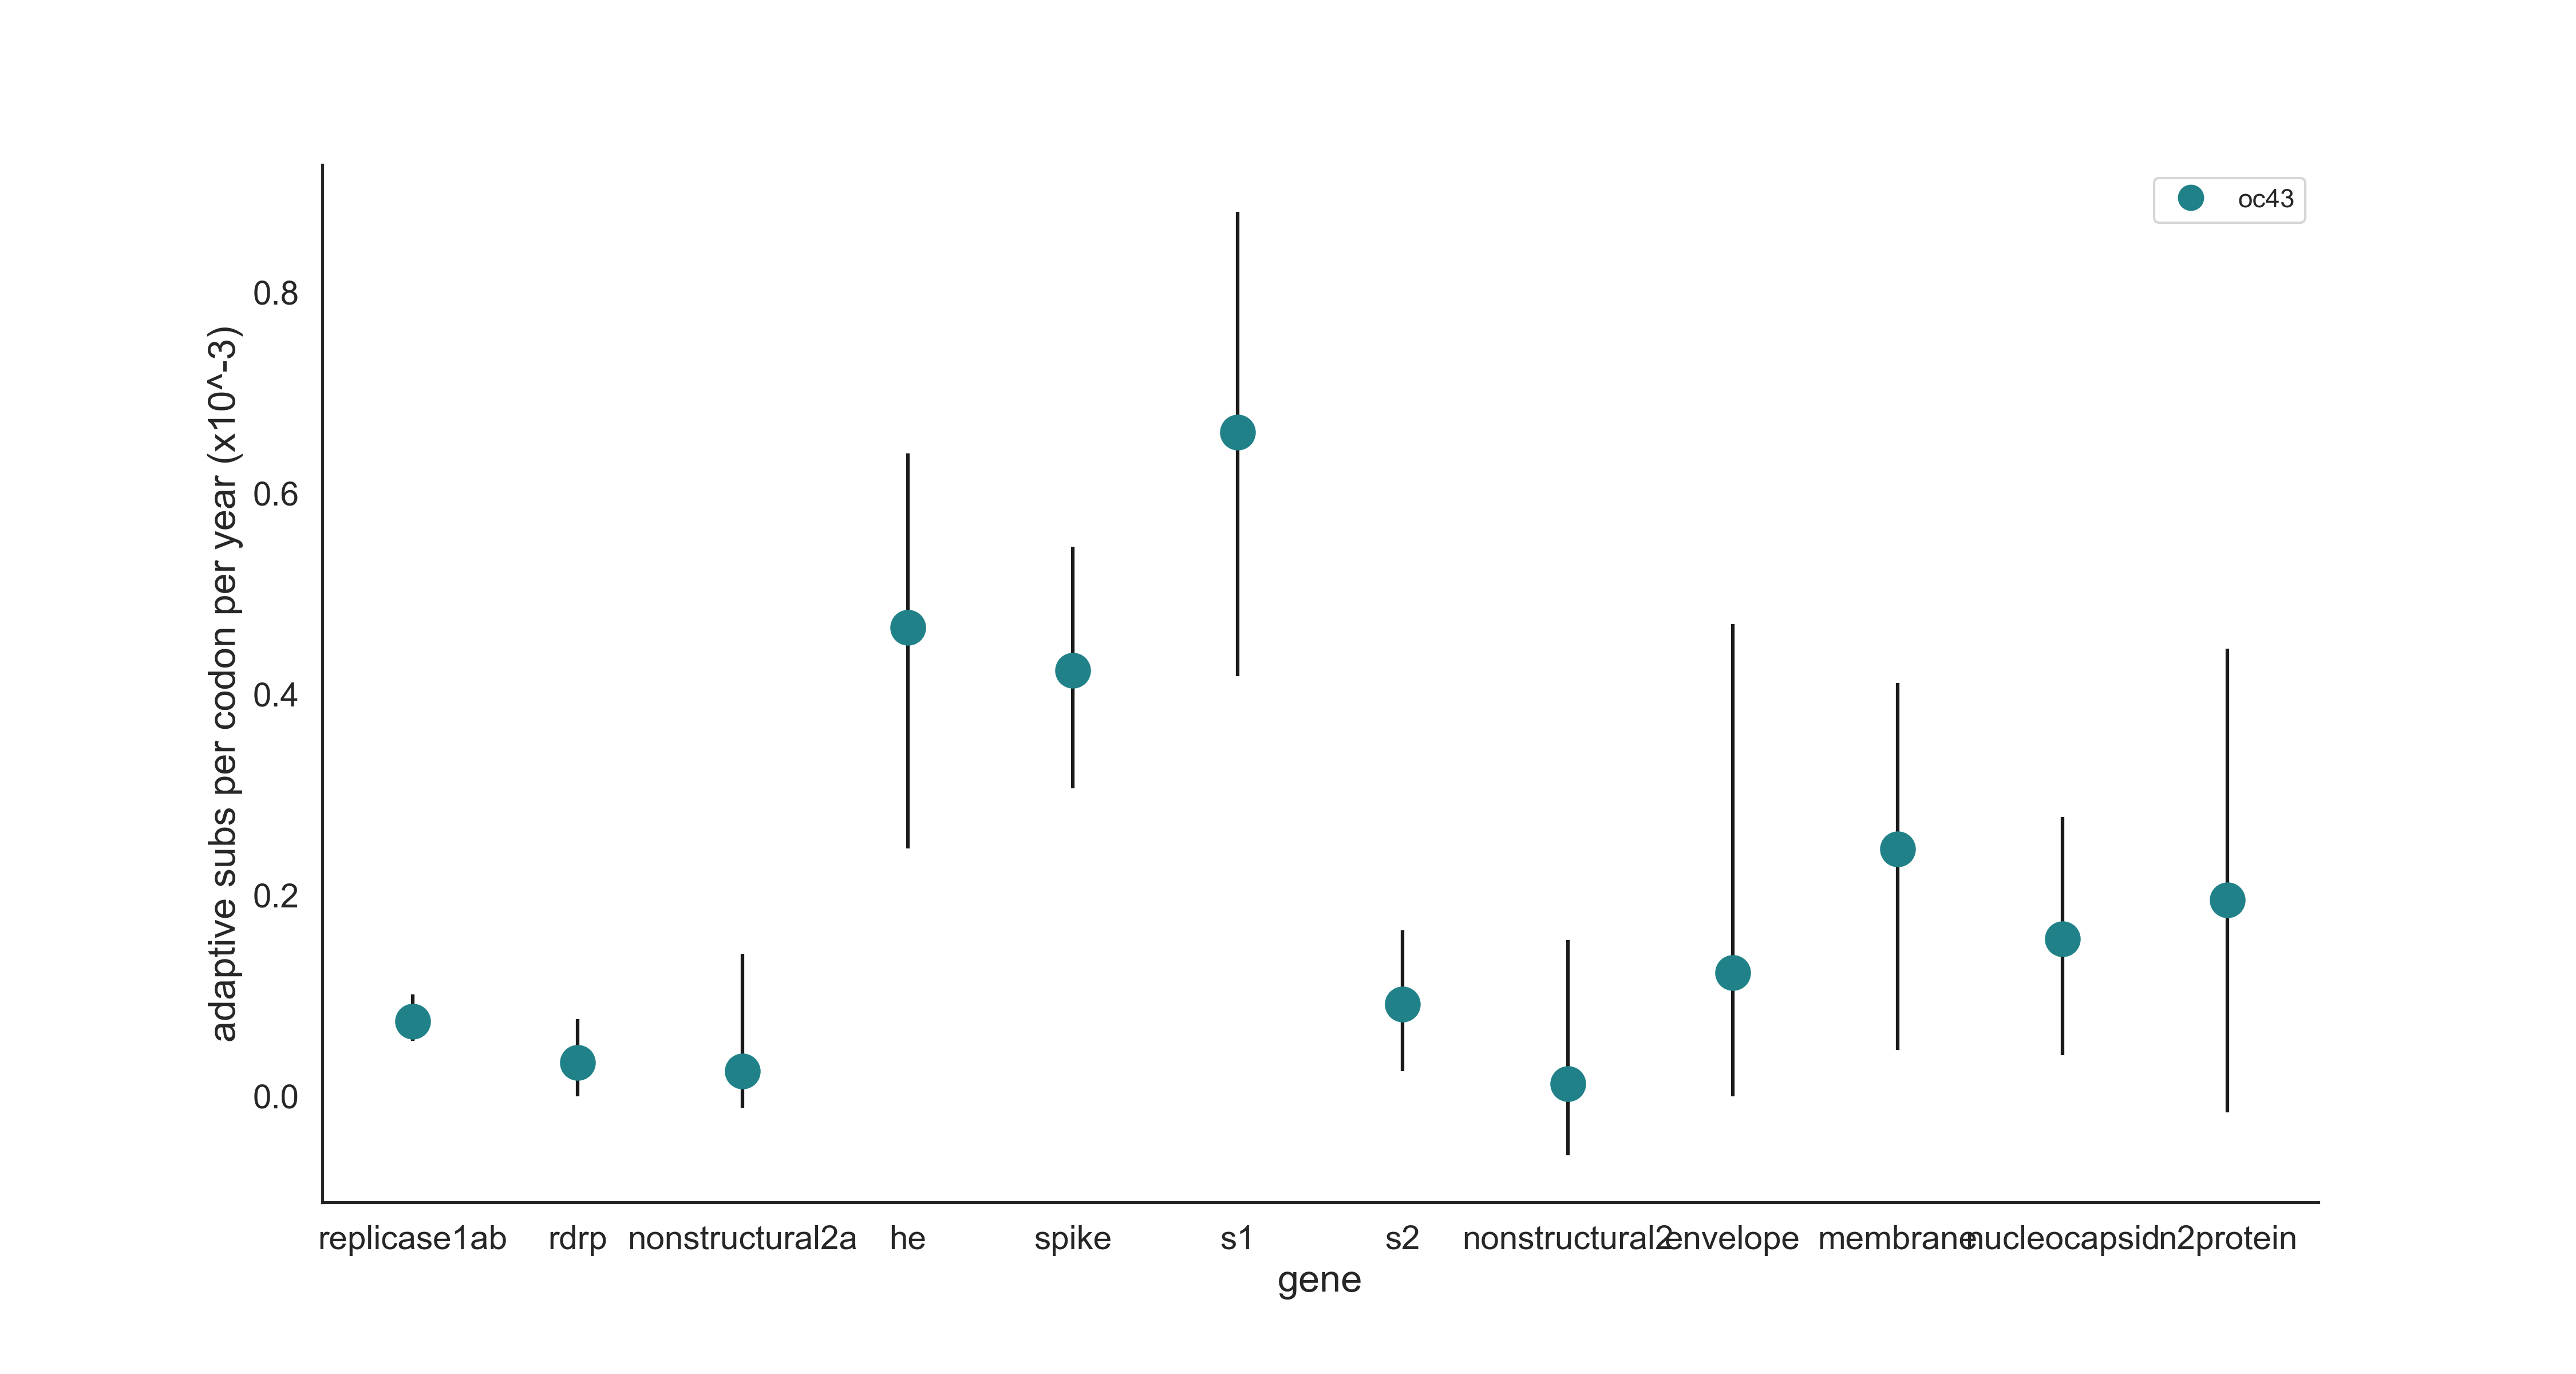 oc43
adaptive subs per codon per year (x10^-3)
0.8
0.6
0.4
0.2
0.0
replicase1ab rdrp nonstructural2a he spike s1 s2 nonstructural2 envelope membrane nucleocapsid n2protein
gene